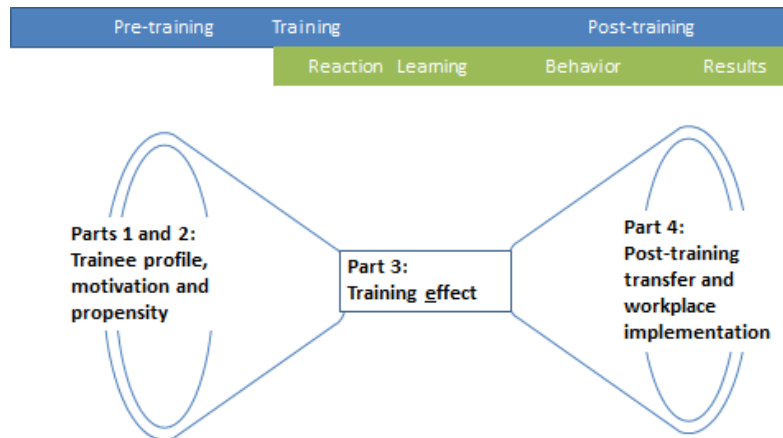 Pre-training Training Post-training
Reaction Learning Behavior Results
Parts 1 and 2:
Trainee profile,
motivation and
propensity
Part 3:
Training effect
Part 4:
Post-training
transfer and
workplace
implementation